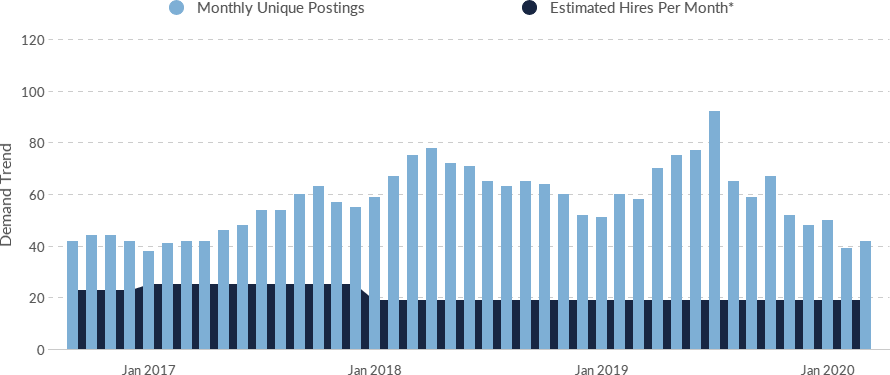 Monthly Unique Postings Estimated Hires Per Month*
120
100
80
60
40
20
0
Demand Trend
Jan 2017 Jan 2018 Jan 2019 Jan 2020